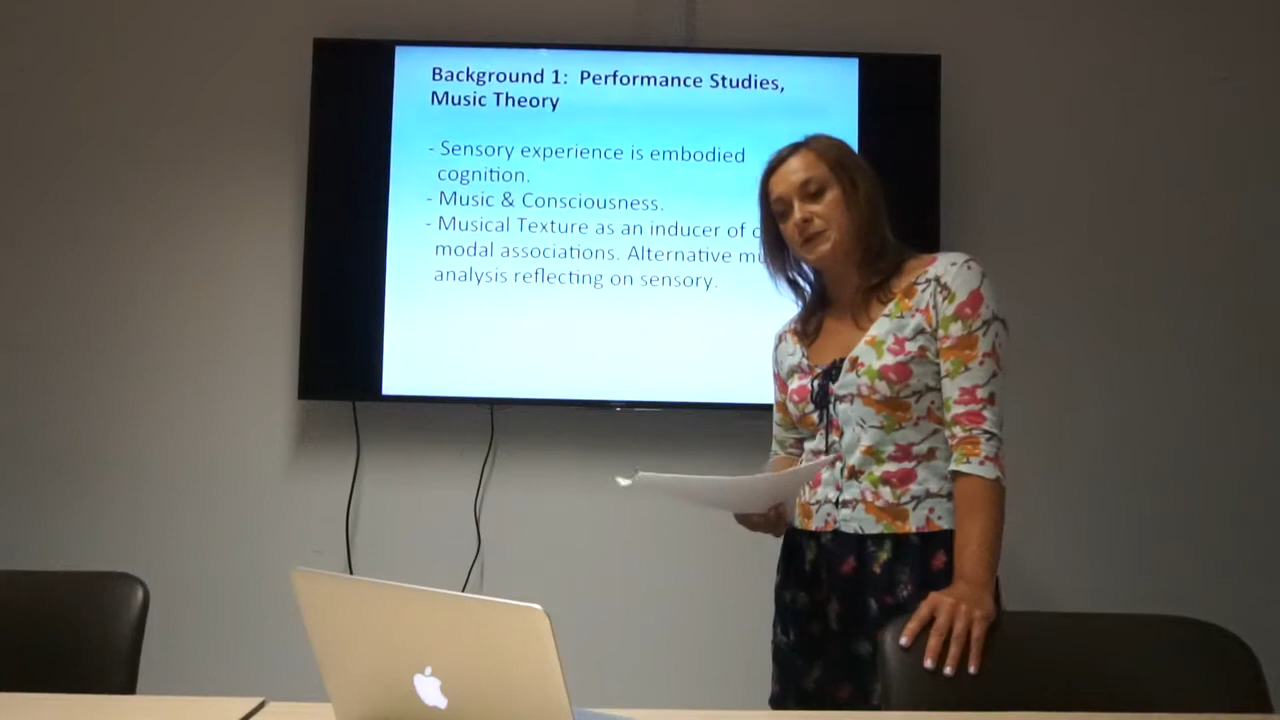 Background 1: Performance Studies,
Music Theory
- Sensory experience is embodied
cognition.
- Music & Consciousness.
- Musical Texture as an inducer of
modal associations. Alternative
analysis reflecting on sensory.